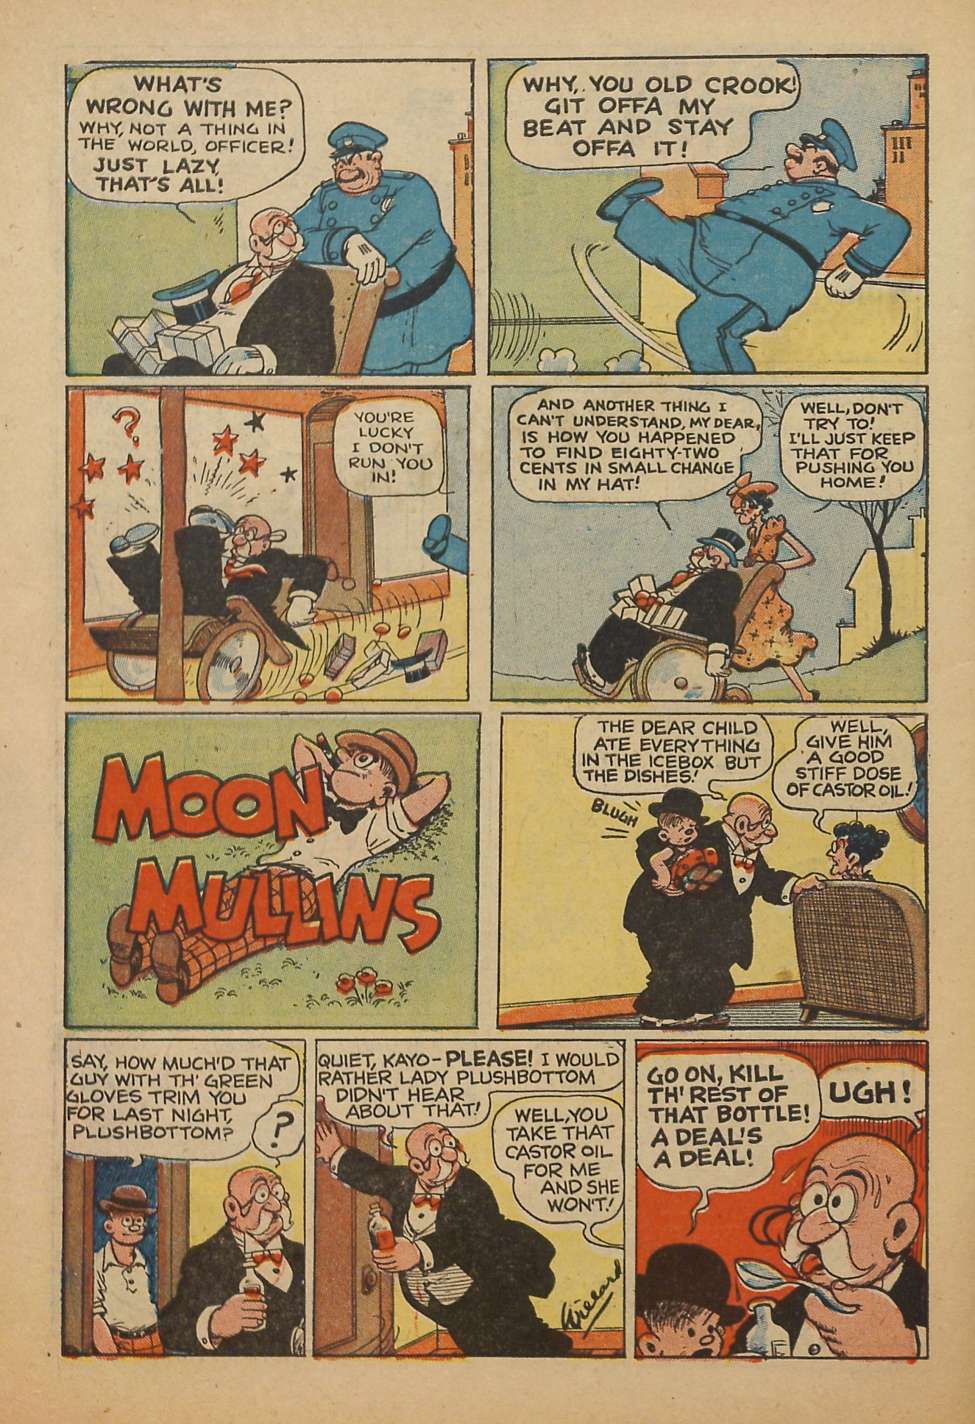 WHAT'S
WRONG WITH ME?
WHY, NOT A THING IN
THE WORLD, OFFICER!
JUST LAZY,
THAT'S ALL!
WHY, YOU OLD CROOK!
GIT OFFA MY
BEAT AND STAY
OFFA IT!
?
YOU'RE
LUCKY
I DON'T
RUN YOU
IN!
AND ANOTHER THING I
CAN'T UNDERSTAND, MY DEAR,
IS HOW YOU HAPPENED
TO FIND EIGHTY-TWO
CENTS IN SMALL CHANGE
IN MY HAT!
WELL, DON'T
TRY TO!
I'LL JUST KEEP
THAT FOR
PUSHING YOU
HOME!
MOON
MULLINS
THE DEAR CHILD
ATE EVERYTHING
IN THE ICEBOX BUT
THE DISHES!
BLUGH
WELL,
GIVE HIM
A GOOD
STIFF DOSE
OF CASTOR OIL!
SAY, HOW MUCH'D THAT
GUY WITH TH' GREEN
GLOVES TRIM YOU
FOR LAST NIGHT,
PLUSHBOTTOM?
?
QUIET, KAYO-PLEASE! I WOULD
RATHER LADY PLUSHBOTTOM
DIDN'T HEAR
ABOUT THAT!
WELL, YOU
TAKE THAT
CASTOR OIL
FOR ME
AND SHE
WON'T!
Willard
GO ON, KILL
TH' REST OF
THAT BOTTLE!
A DEAL'S
A DEAL!
UGH!